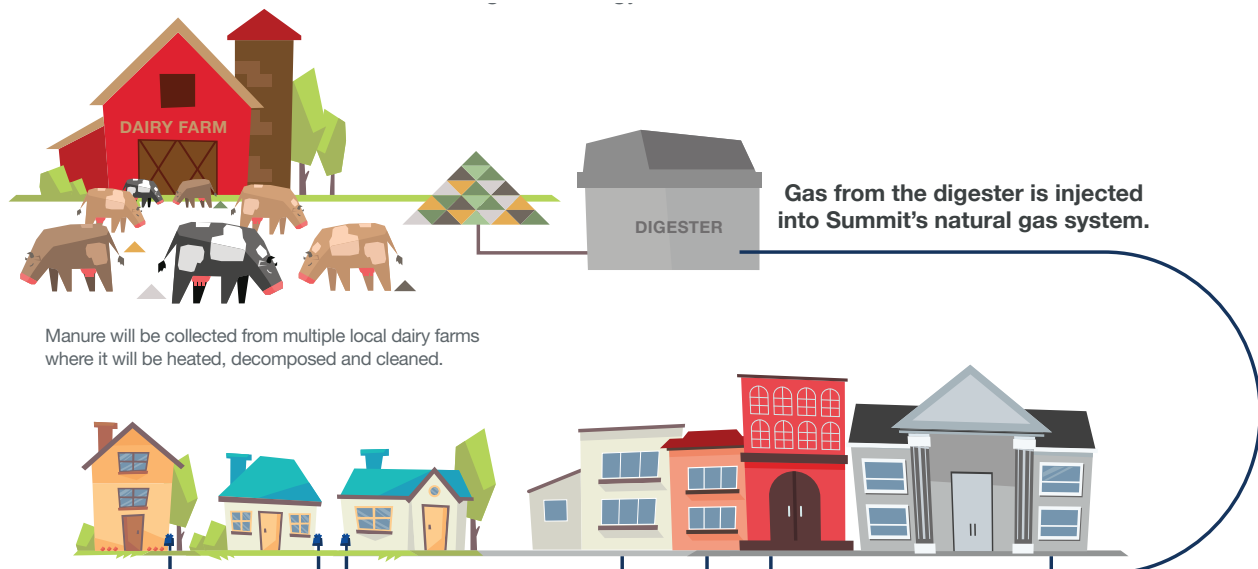 DAIRY FARM
DIGESTER
Gas from the digester is injected
into Summit's natural gas system.
Manure will be collected from multiple local dairy farms
where it will be heated, decomposed and cleaned.